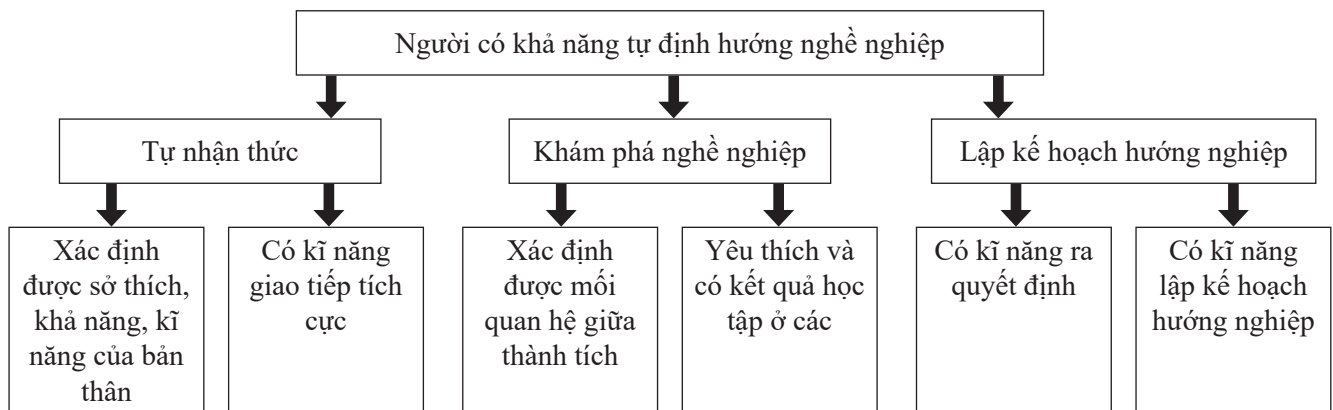 Người có khả năng tự định hướng nghề nghiệp
Tự nhận thức
Khám phá nghề nghiệp
Lập kế hoạch hướng nghiệp
Xác định
được sở thích,
khả năng, kĩ
năng của bản
thân
Có kĩ năng
giao tiếp tích
cực
Xác định
được mối
quan hệ giữa
thành tích
Yêu thích và
có kết quả học
tập ở các
Có kĩ năng ra
quyết định
Có kĩ năng
lập kế hoạch
hướng nghiệp